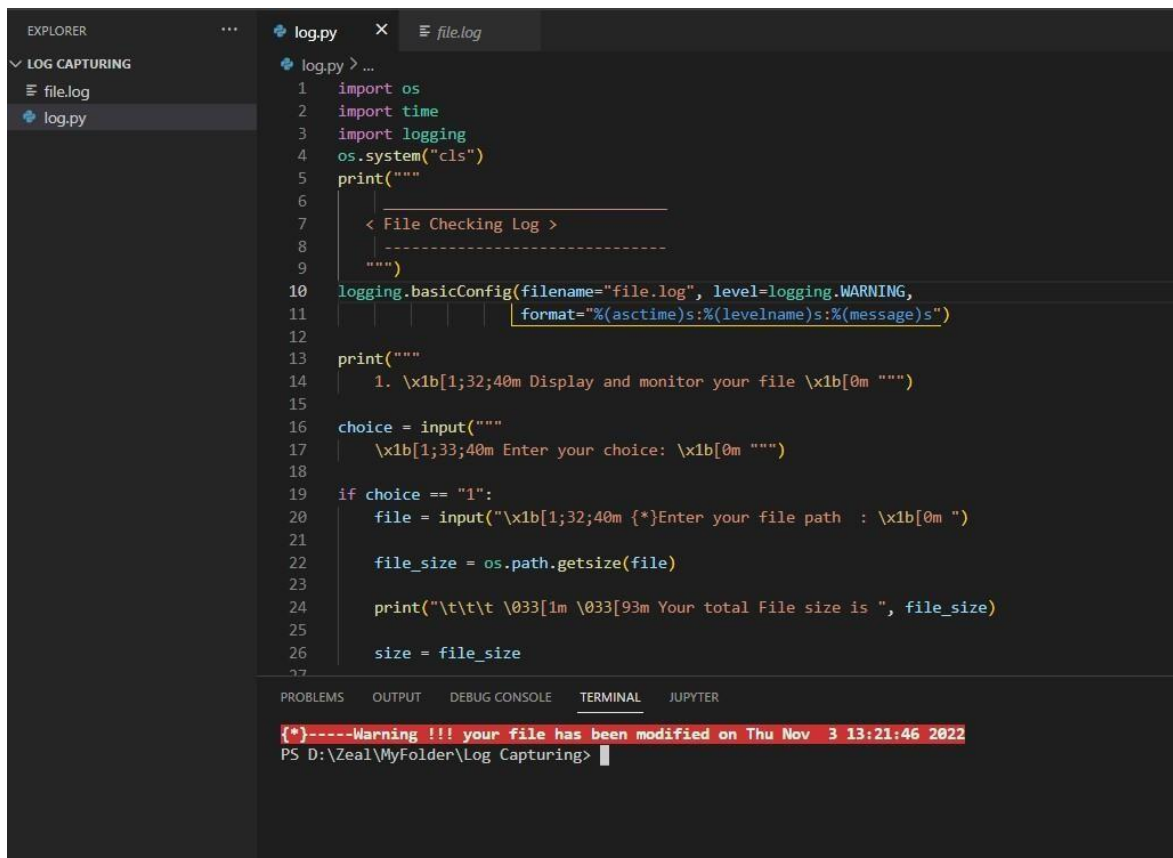 EXPLORER ...
LOG CAPTURING
file.log
log.py
log.py × file.log
log.py > ...
1 import os
2 import time
3 import logging
4 os.system("cls")
5 print("""
6 _______________________________
7 < File Checking Log >
8 -------------------------------
9 """)
10 logging.basicConfig(filename="file.log", level=logging.WARNING,
11 format="%(asctime)s:%(levelname)s:%(message)s")
12
13 print("""
14 1. \x1b[1;32;40m Display and monitor your file \x1b[0m """)
15
16 choice = input("""
17 \x1b[1;33;40m Enter your choice: \x1b[0m """)
18
19 if choice == "1":
20 file = input("\x1b[1;32;40m {*}Enter your file path  : \x1b[0m ")
21
22 file_size = os.path.getsize(file)
23
24 print("\t\t\t \033[1m \033[93m Your total File size is ", file_size)
25
26 size = file_size
27
PROBLEMS OUTPUT DEBUG CONSOLE TERMINAL JUPYTER
{*}-----Warning !!! your file has been modified on Thu Nov  3 13:21:46 2022
PS D:\Zeal\MyFolder\Log Capturing>